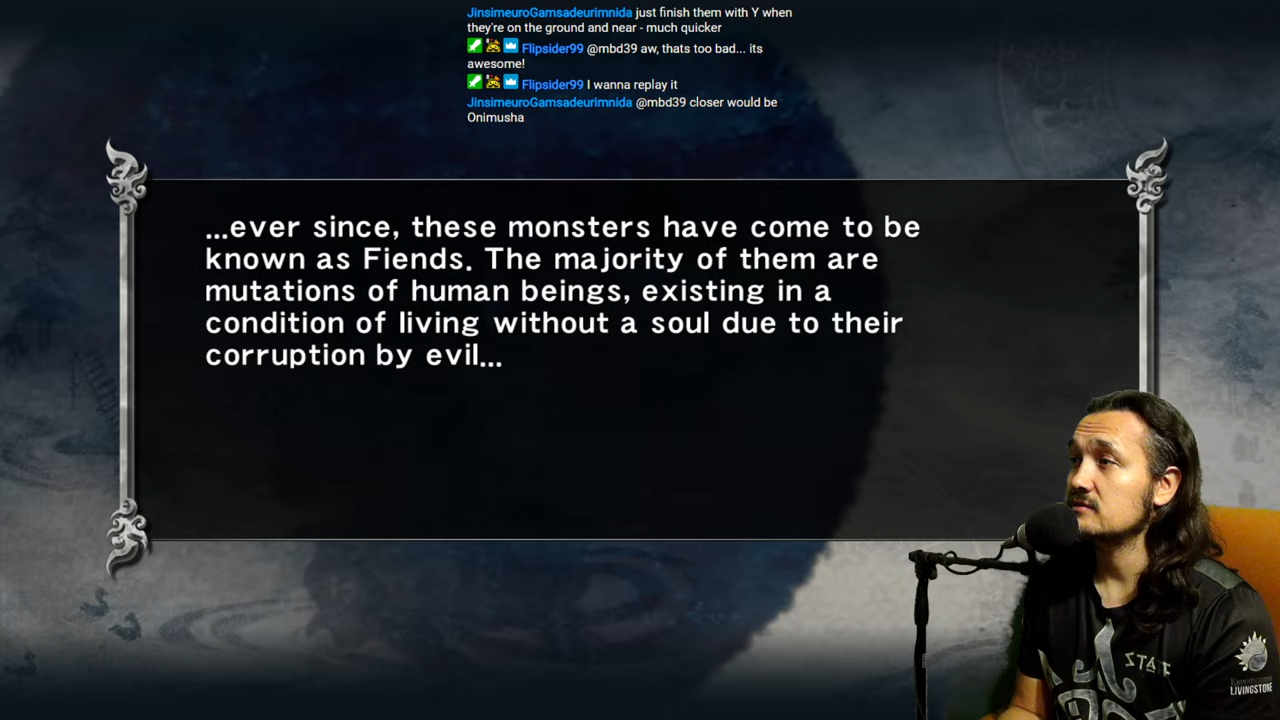 JinsimeuroGamsadeurimnida just finish them with Y when
they're on the ground and near - much quicker
Flipsider99 @mbd39 aw, thats too bad... its
awesome!
Flipsider99 I wanna replay it
JinsimeuroGamsadeurimnida @mbd39 closer would be
Onimusha
...ever since, these monsters have come to be
known as Fiends. The majority of them are
mutations of human beings, existing in a
condition of living without a soul due to their
corruption by evil...
LIVINGSTONE